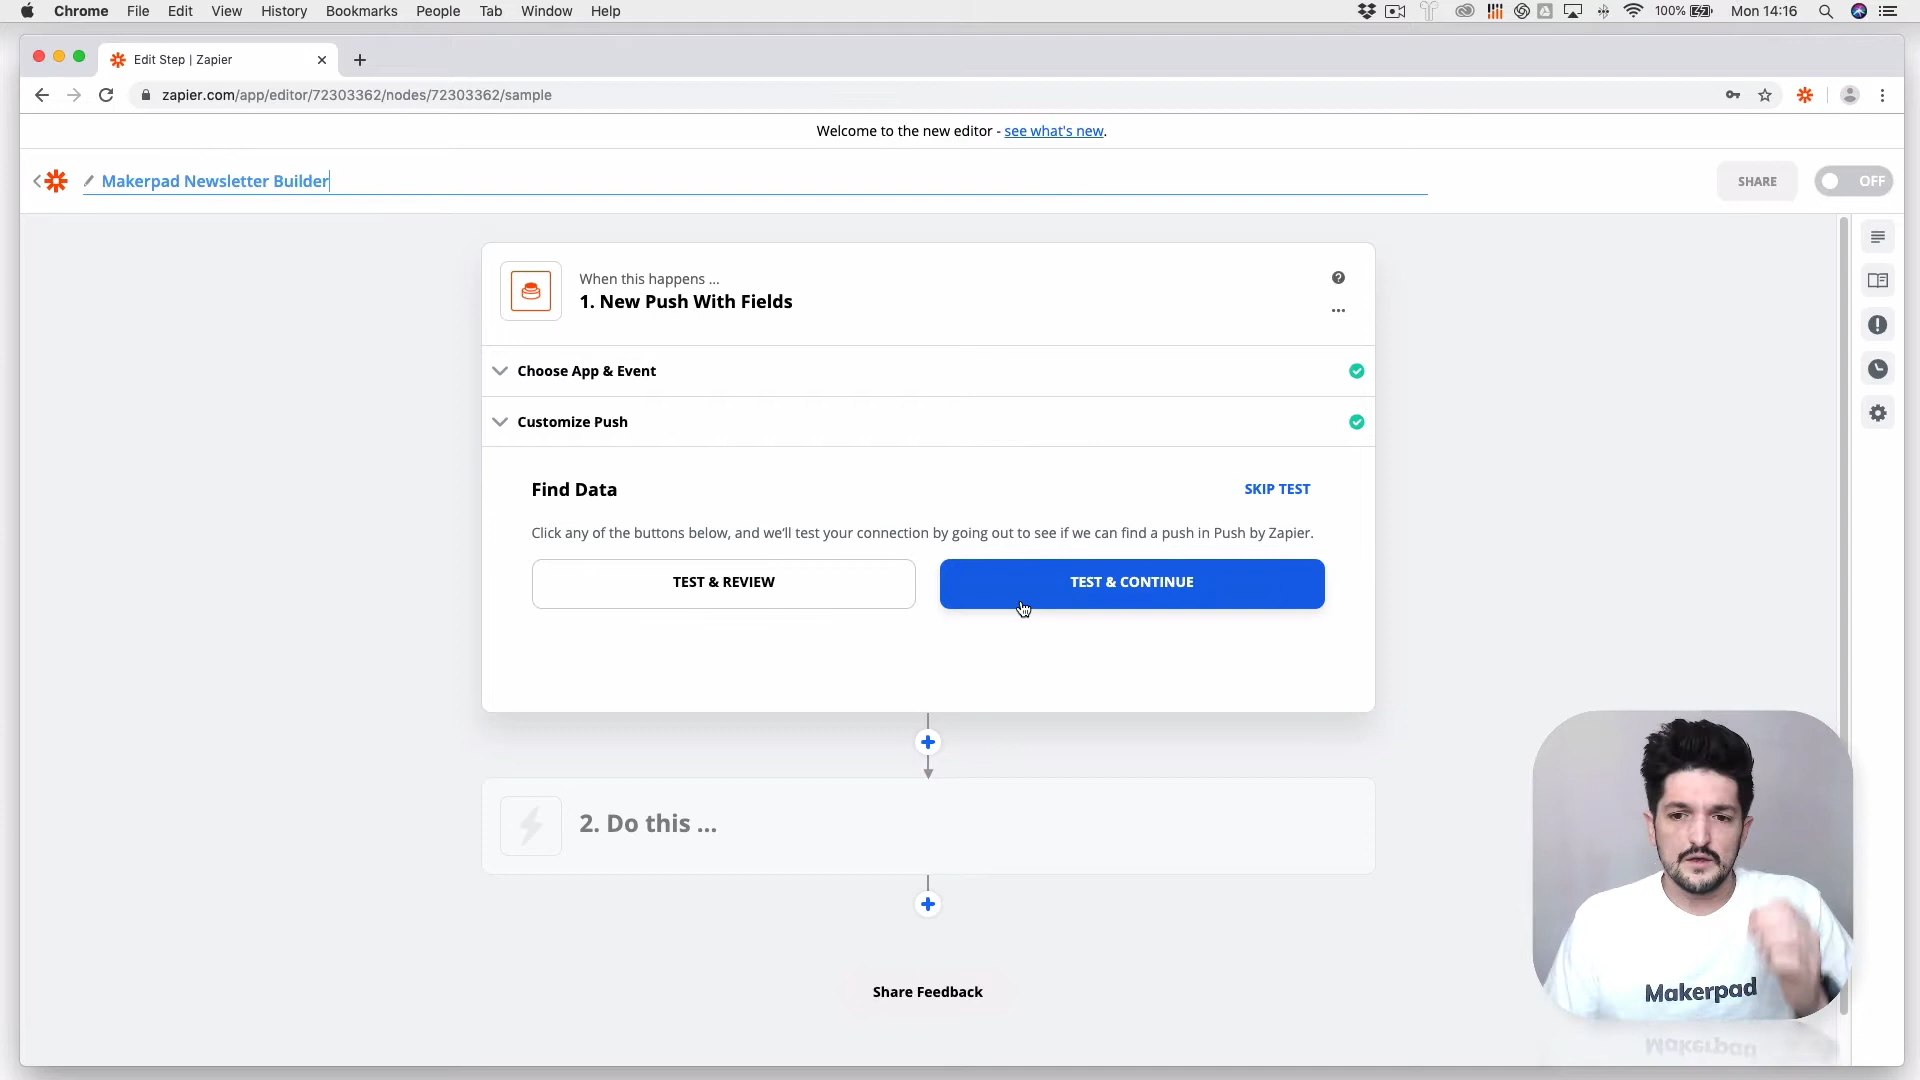 Chrome File Edit View History Bookmarks People Tab Window Help 100% Mon 14:16
Edit Step | Zapier
zapier.com/app/editor/72303362/nodes/72303362/sample
Welcome to the new editor - see what's new.
Makerpad Newsletter Builder SHARE OFF
When this happens ...
1. New Push With Fields
Choose App & Event
Customize Push
Find Data SKIP TEST
Click any of the buttons below, and we'll test your connection by going out to see if we can find a push in Push by Zapier.
TEST & REVIEW TEST & CONTINUE
2. Do this ...
Share Feedback
Makerpad
Makerpad